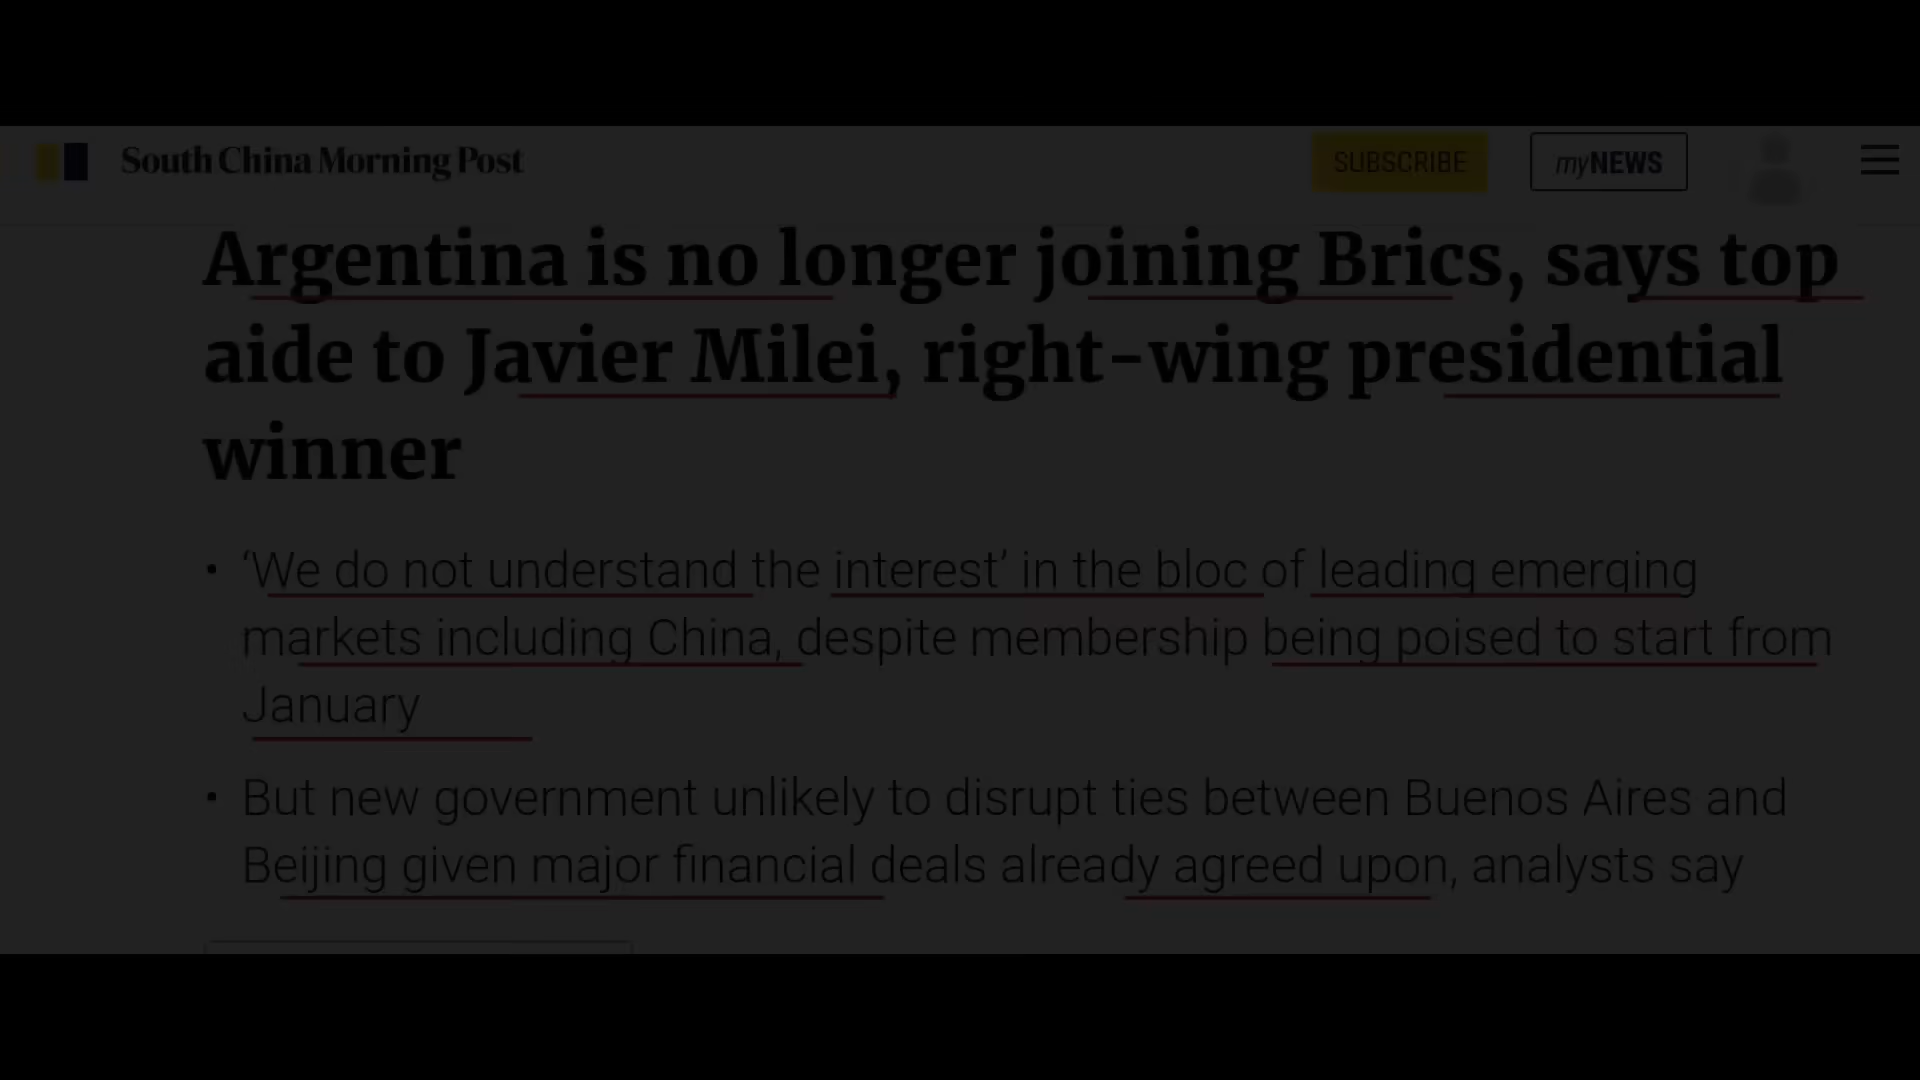 South China Morning Post
SUBSCRIBE
myNEWS
Argentina is no longer joining Brics, says top
aide to Javier Milei, right-wing presidential
winner
• ‘We do not understand the interest’ in the bloc of leading emerging
markets including China, despite membership being poised to start from
January
• But new government unlikely to disrupt ties between Buenos Aires and
Beijing given major financial deals already agreed upon, analysts say